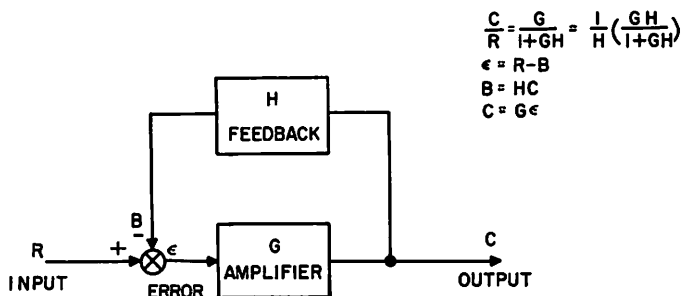 C/R = G/1+GH = 1/H (GH/1+GH)
ϵ = R-B
B = HC
C = Gϵ
H
FEEDBACK
B
-
R
+
ϵ
G
C
INPUT
ERROR
AMPLIFIER
OUTPUT